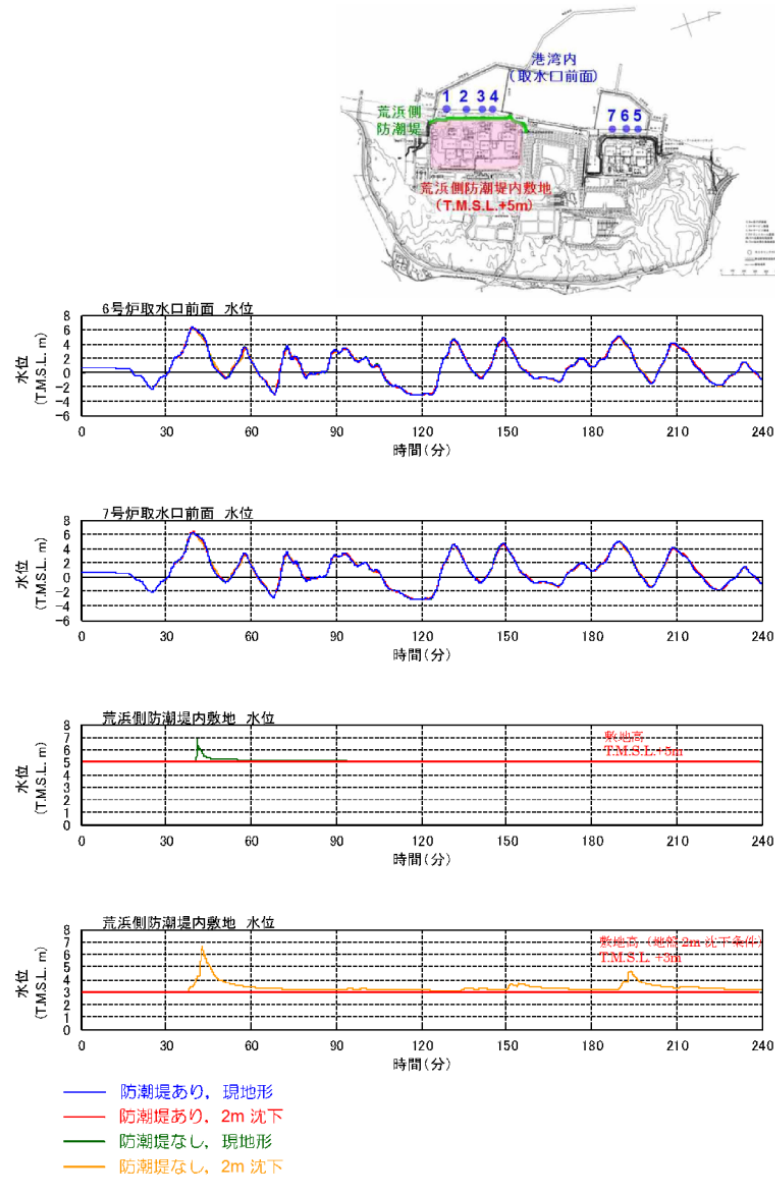 港湾内
(取水口前面)
1 2 3 4
7 6 5
荒浜側
防潮堤
荒浜側防潮堤内敷地
(T.M.S.L.+5m)
6号炉取水口前面 水位
水位
(T.M.S.L. m)
8
6
4
2
0
−2
−4
−6
0 30 60 90 120 150 180 210 240
時間(分)
7号炉取水口前面 水位
水位
(T.M.S.L. m)
8
6
4
2
0
−2
−4
−6
0 30 60 90 120 150 180 210 240
時間(分)
荒浜側防潮堤内敷地 水位
敷地高
T.M.S.L.+5m
水位
(T.M.S.L. m)
8
7
6
5
4
3
2
1
0
0 30 60 90 120 150 180 210 240
時間(分)
荒浜側防潮堤内敷地 水位
敷地高 (地盤 2m 沈下条件)
T.M.S.L. +3m
水位
(T.M.S.L. m)
8
7
6
5
4
3
2
1
0
0 30 60 90 120 150 180 210 240
時間(分)
防潮堤あり, 現地形
防潮堤あり, 2m 沈下
防潮堤なし, 現地形
防潮堤なし, 2m 沈下